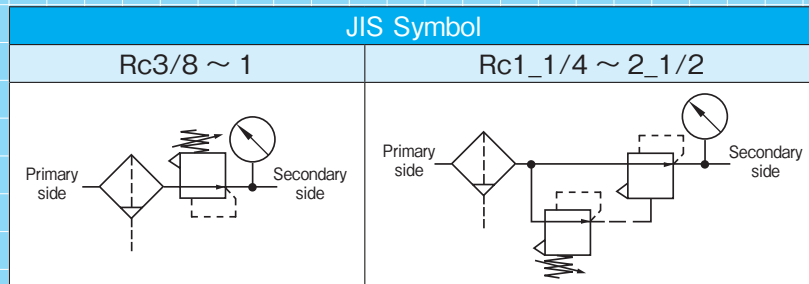 JIS Symbol
Rc3/8 ～ 1
Rc1_1/4 ～ 2_1/2
Primary
side
Secondary
side
Primary
side
Secondary
side